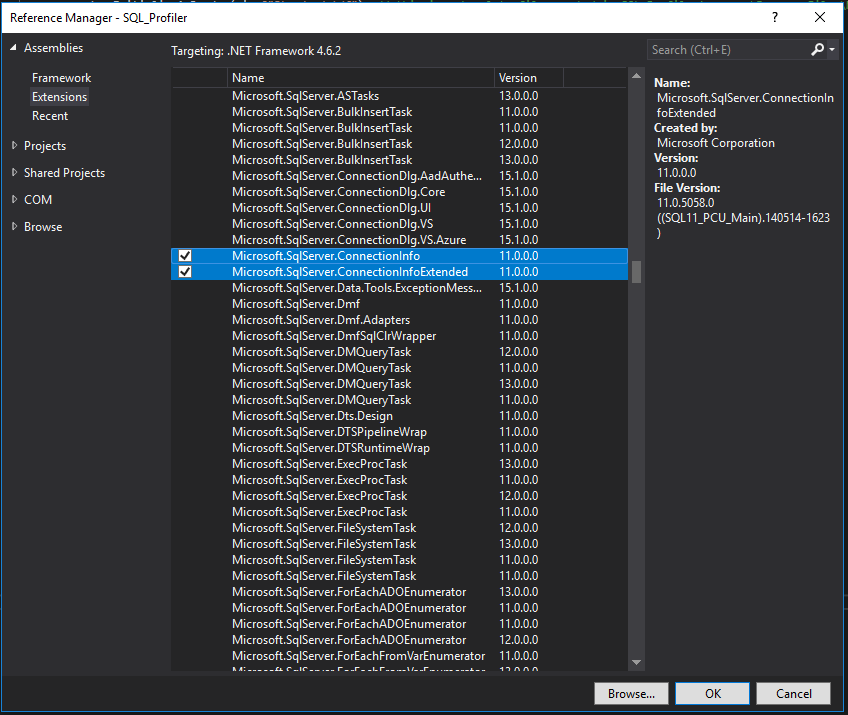 Reference Manager - SQL_Profiler
?
Assemblies
Framework
Extensions
Recent
Projects
Shared Projects
COM
Browse
Targeting: .NET Framework 4.6.2
Search (Ctrl+E)
Name Version
Microsoft.SqlServer.ASTasks 13.0.0.0
Microsoft.SqlServer.BulkInsertTask 11.0.0.0
Microsoft.SqlServer.BulkInsertTask 11.0.0.0
Microsoft.SqlServer.BulkInsertTask 12.0.0.0
Microsoft.SqlServer.BulkInsertTask 13.0.0.0
Microsoft.SqlServer.ConnectionDlg.AadAuthe... 15.1.0.0
Microsoft.SqlServer.ConnectionDlg.Core 15.1.0.0
Microsoft.SqlServer.ConnectionDlg.UI 15.1.0.0
Microsoft.SqlServer.ConnectionDlg.VS 15.1.0.0
Microsoft.SqlServer.ConnectionDlg.VS.Azure 15.1.0.0
Microsoft.SqlServer.ConnectionInfo 11.0.0.0
Microsoft.SqlServer.ConnectionInfoExtended 11.0.0.0
Microsoft.SqlServer.Data.Tools.ExceptionMess... 15.1.0.0
Microsoft.SqlServer.Dmf 11.0.0.0
Microsoft.SqlServer.Dmf.Adapters 11.0.0.0
Microsoft.SqlServer.DmfSqlClrWrapper 11.0.0.0
Microsoft.SqlServer.DMQueryTask 12.0.0.0
Microsoft.SqlServer.DMQueryTask 11.0.0.0
Microsoft.SqlServer.DMQueryTask 13.0.0.0
Microsoft.SqlServer.DMQueryTask 11.0.0.0
Microsoft.SqlServer.Dts.Design 11.0.0.0
Microsoft.SqlServer.DTSPipelineWrap 11.0.0.0
Microsoft.SqlServer.DTSRuntimeWrap 11.0.0.0
Microsoft.SqlServer.ExecProcTask 13.0.0.0
Microsoft.SqlServer.ExecProcTask 11.0.0.0
Microsoft.SqlServer.ExecProcTask 12.0.0.0
Microsoft.SqlServer.ExecProcTask 11.0.0.0
Microsoft.SqlServer.FileSystemTask 12.0.0.0
Microsoft.SqlServer.FileSystemTask 13.0.0.0
Microsoft.SqlServer.FileSystemTask 11.0.0.0
Microsoft.SqlServer.FileSystemTask 11.0.0.0
Microsoft.SqlServer.ForEachADOEnumerator 13.0.0.0
Microsoft.SqlServer.ForEachADOEnumerator 11.0.0.0
Microsoft.SqlServer.ForEachADOEnumerator 11.0.0.0
Microsoft.SqlServer.ForEachADOEnumerator 12.0.0.0
Microsoft.SqlServer.ForEachFromVarEnumerator 11.0.0.0
Name:
Microsoft.SqlServer.ConnectionIn
foExtended
Created by:
Microsoft Corporation
Version:
11.0.0.0
File Version:
11.0.5058.0
((SQL11_PCU_Main).140514-1623
)
Browse...
OK
Cancel